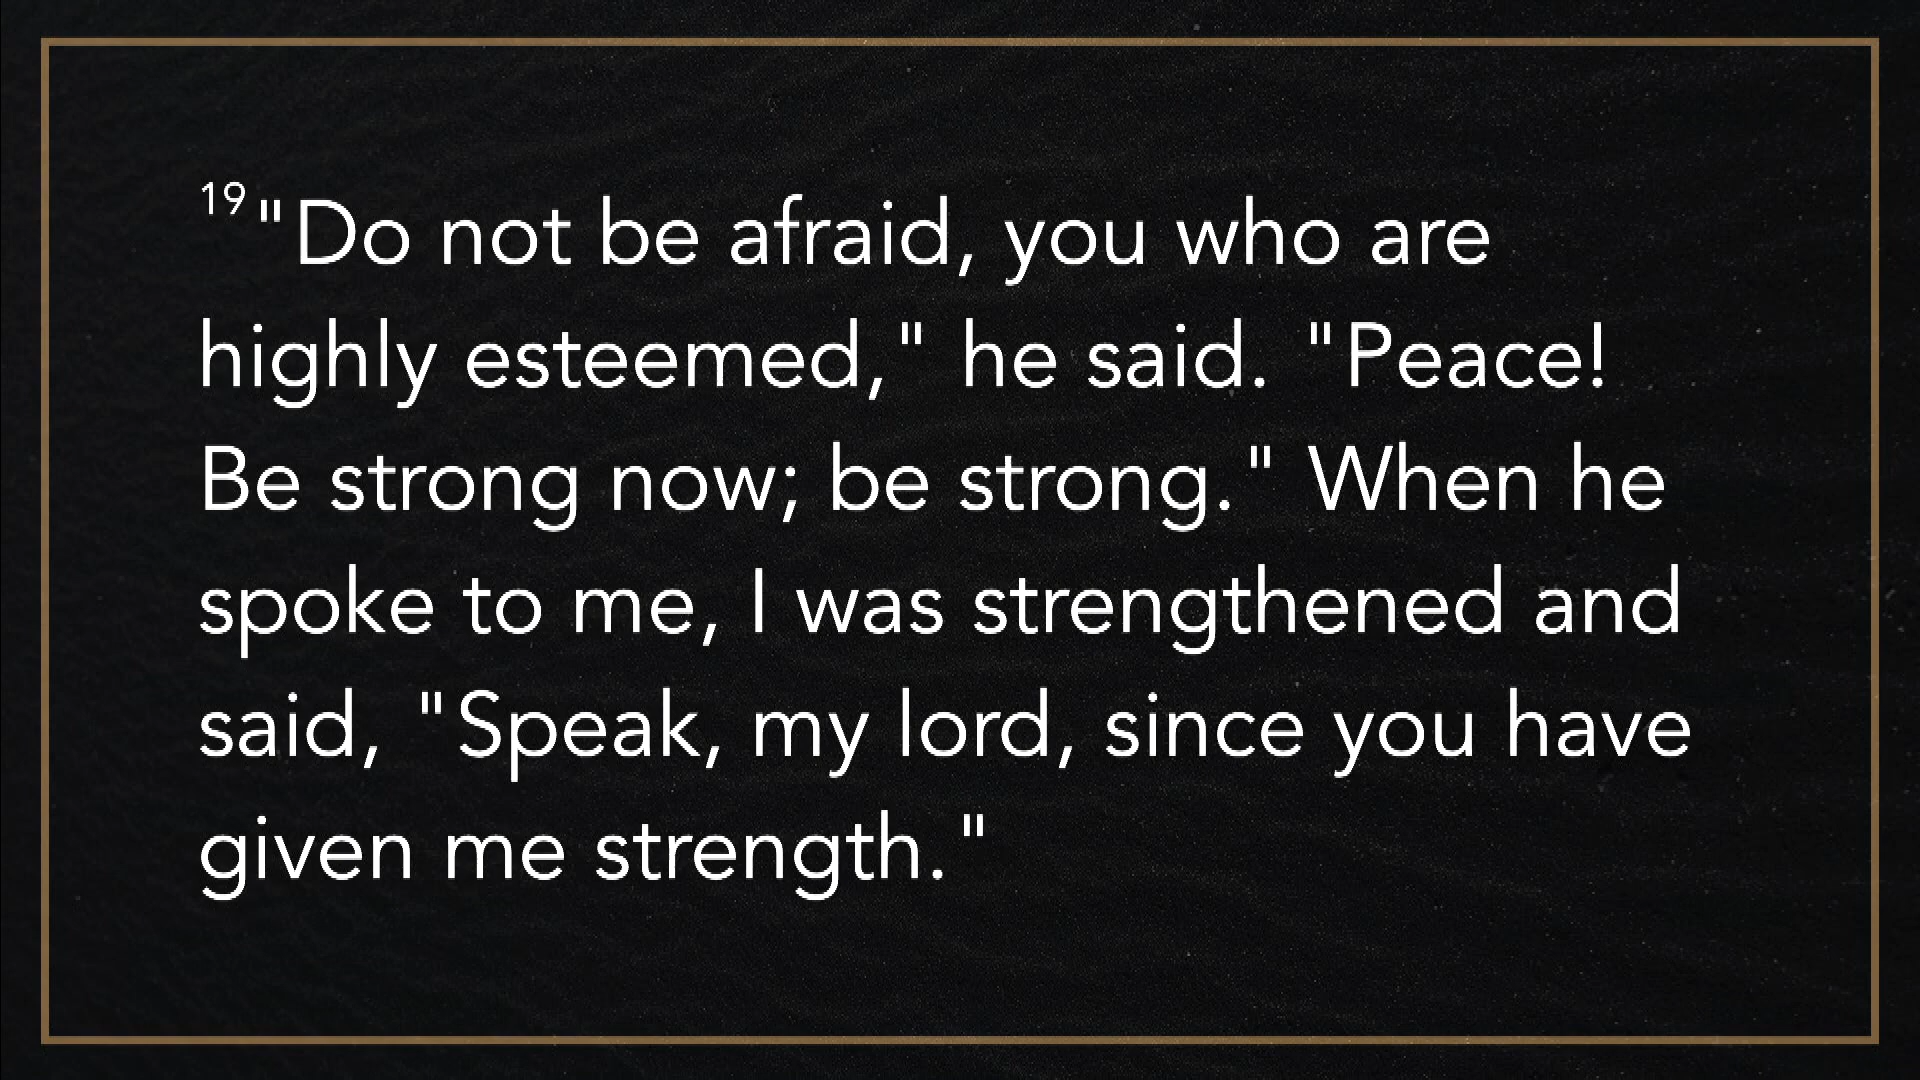 19"Do not be afraid, you who are
highly esteemed," he said. "Peace!
Be strong now; be strong." When he
spoke to me, I was strengthened and
said, "Speak, my lord, since you have
given me strength."